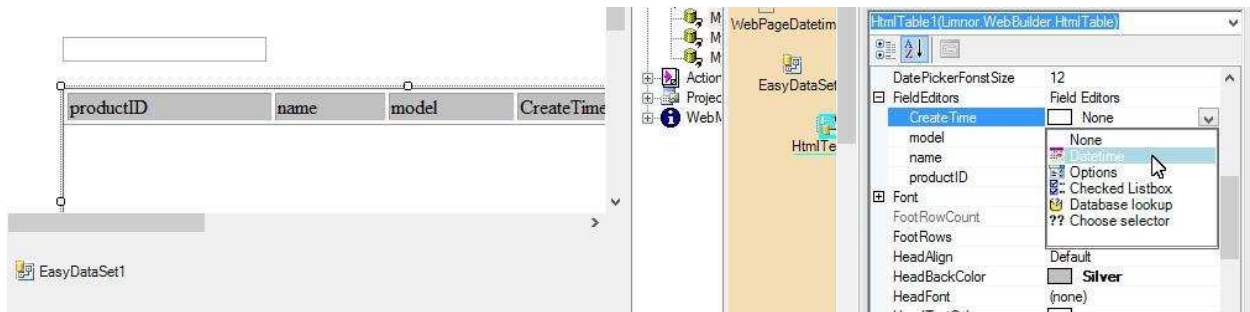 productID name model CreateTime
EasyDataSet1
M
M
M
Action
Projec
WebM
WebPageDatetim
EasyDataSet
HtmlTe
HtmlTable1(Limnor.WebBuilder.HtmlTable)
DatePickerFonstSize 12
FieldEditors Field Editors
CreateTime None
model
name
productID
None
Datetime
Options
Checked Listbox
Database lookup
?? Choose selector
Font
FootRowCount
FootRows
HeadAlign Default
HeadBackColor Silver
HeadFont (none)